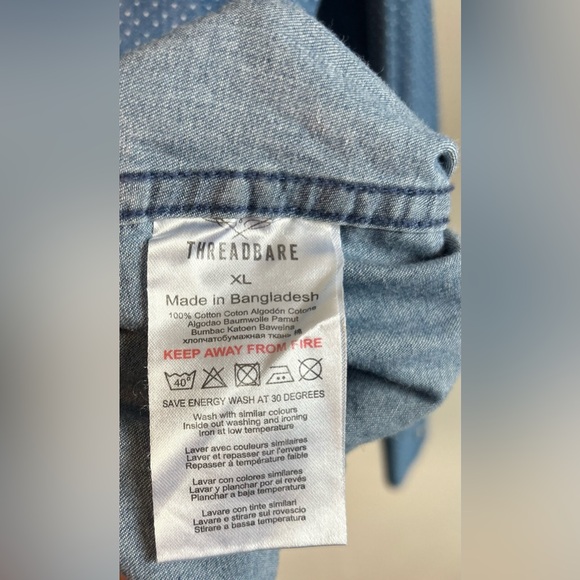 THREADBARE
XL
Made in Bangladesh
100% Cotton Coton Algodón Cotone
Algodao Baumwolle Pamut
Bumbac Katoen Bawełna
хлопчатобумажная ткань
KEEP AWAY FROM FIRE
40°
SAVE ENERGY WASH AT 30 DEGREES
Wash with similar colours
Inside out washing and ironing
Iron at low temperature
Laver avec couleurs similaires
Laver et repasser sur l'envers
Repasser à température faible
Lavar con colores similares
Lavar y planchar por el revés
Planchar a baja temperatura
Lavare con tinte similari
Lavare e stirare sul rovescio
Stirare a bassa temperatura